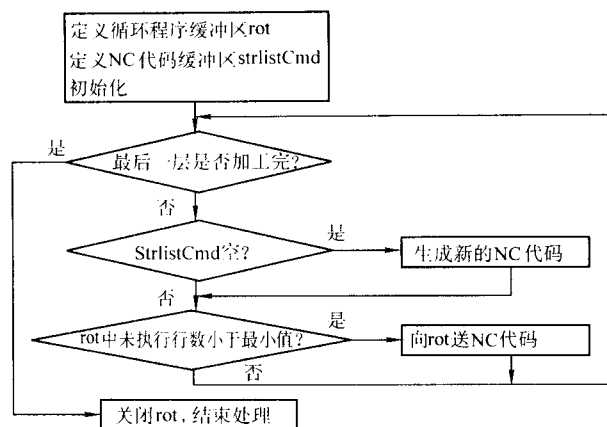 定义循环程序缓冲区rot
定义NC代码缓冲区strlistCmd
初始化
是
最后一层是否加工完?
否
StrlistCmd空?
是
生成新的NC代码
否
rot中未执行行数小于最小值?
是
向rot送NC代码
否
关闭rot,结束处理